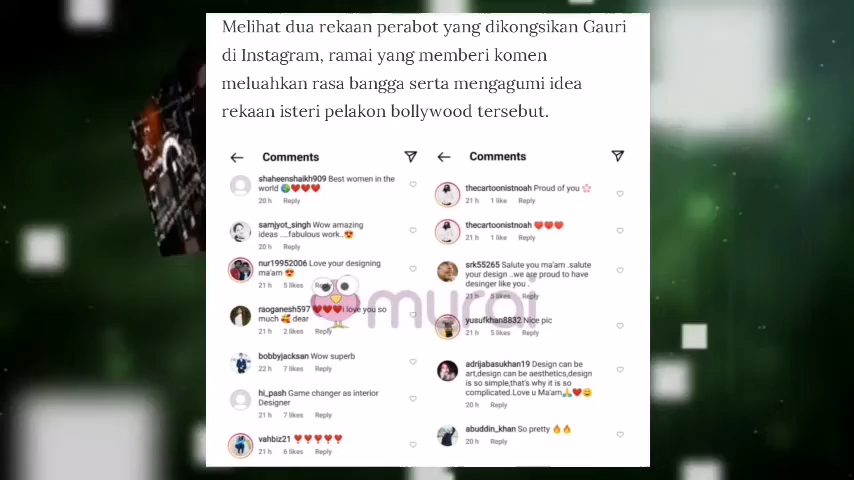 Melihat dua rekaan perabot yang dikongsikan Gauri
di Instagram, ramai yang memberi komen
meluahkan rasa bangga serta mengagumi idea
rekaan isteri pelakon bollywood tersebut.
← Comments
shaheenshaikh909 Best women in the
world 🌍❤️❤️❤️
20 h Reply
samjyot_singh Wow amazing
ideas ....fabulous work..😍
20 h Reply
nur19952006 Love your designing
ma'am 😍
21 h 5 likes Reply
raoganesh597 ❤️❤️❤️i love you so
much 🥰 dear
21 h 2 likes Reply
bobbyjacksan Wow superb
22 h 7 likes Reply
hi_pash Game changer as interior
Designer
21 h 7 likes Reply
vahbiz21 ❤️❤️❤️❤️❤️
21 h 6 likes Reply
← Comments
thecartoonistnoah Proud of you 🌸
21 h 1 like Reply
thecartoonistnoah ❤️❤️❤️
21 h 1 like Reply
srk55265 Salute you ma'am .salute
your design ..we are proud to have
desinger like you .
21 h 5 likes Reply
yusufkhan8832 Nice pic
21 h 5 likes Reply
adrijabasukhan19 Design can be
art,design can be aesthetics,design
is so simple,that's why it is so
complicated.Love u Ma'am🙏❤️😊
20 h Reply
abuddin_khan So pretty 🔥🔥
20 h Reply
murai